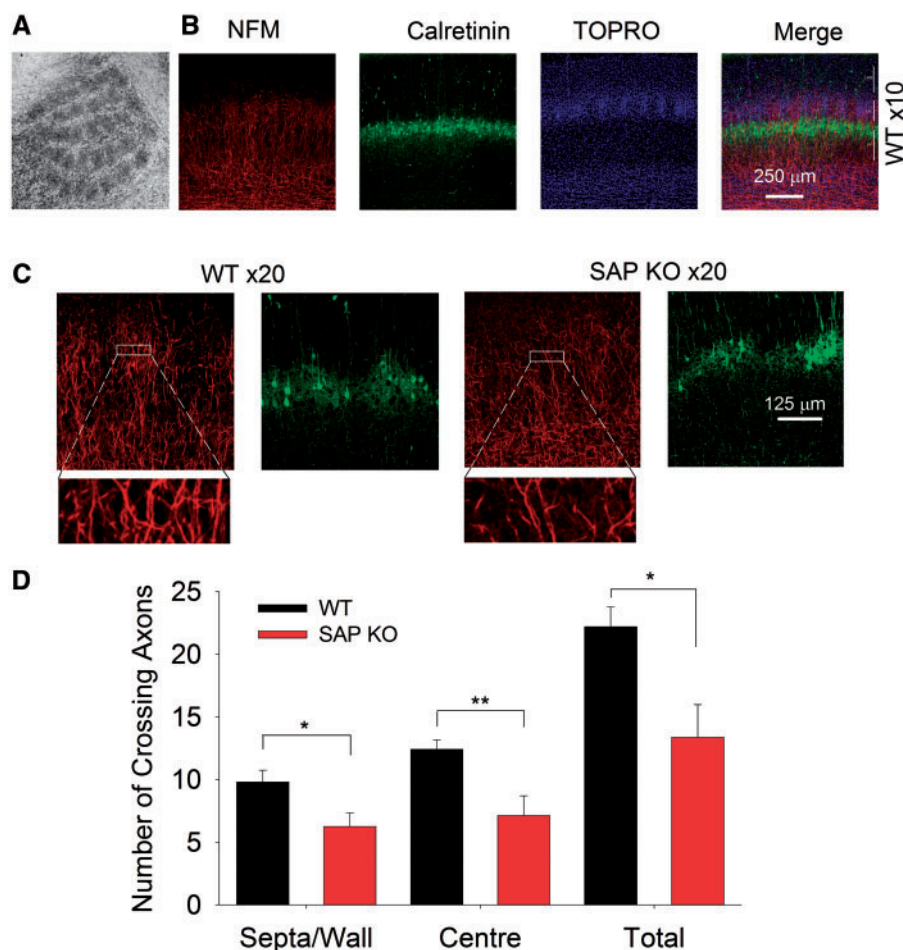 A
B
NFM
Calretinin
TOPRO
Merge
WT x10
250 μm
C
WT x20
SAP KO x20
125 μm
D
Number of Crossing Axons
25
20
15
10
5
0
WT
SAP KO
*
**
*
Septa/Wall
Centre
Total